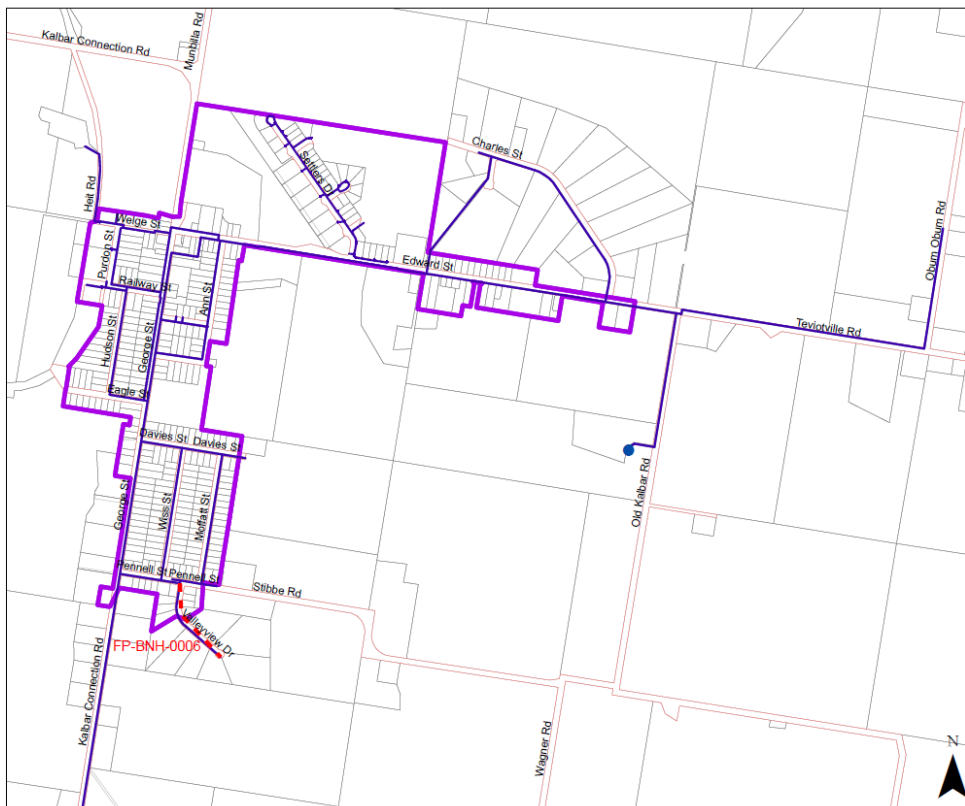 Kalbar Connection Rd
Munbilla Rd
Charles St
Settlers Dr
Heit Rd
Welge St
Purdon St
Edward St
Obum Obum Rd
Railway St
Ann St
Hudson St
George St
Teviotville Rd
Eagle St
Davies St
Davies St
George St
Wiss St
Moffatt St
Old Kalbar Rd
Pennell St
Pennell St
Stibbe Rd
Valleyview Dr
FP-BNH-0006
Kalbar Connection Rd
Wagner Rd
N